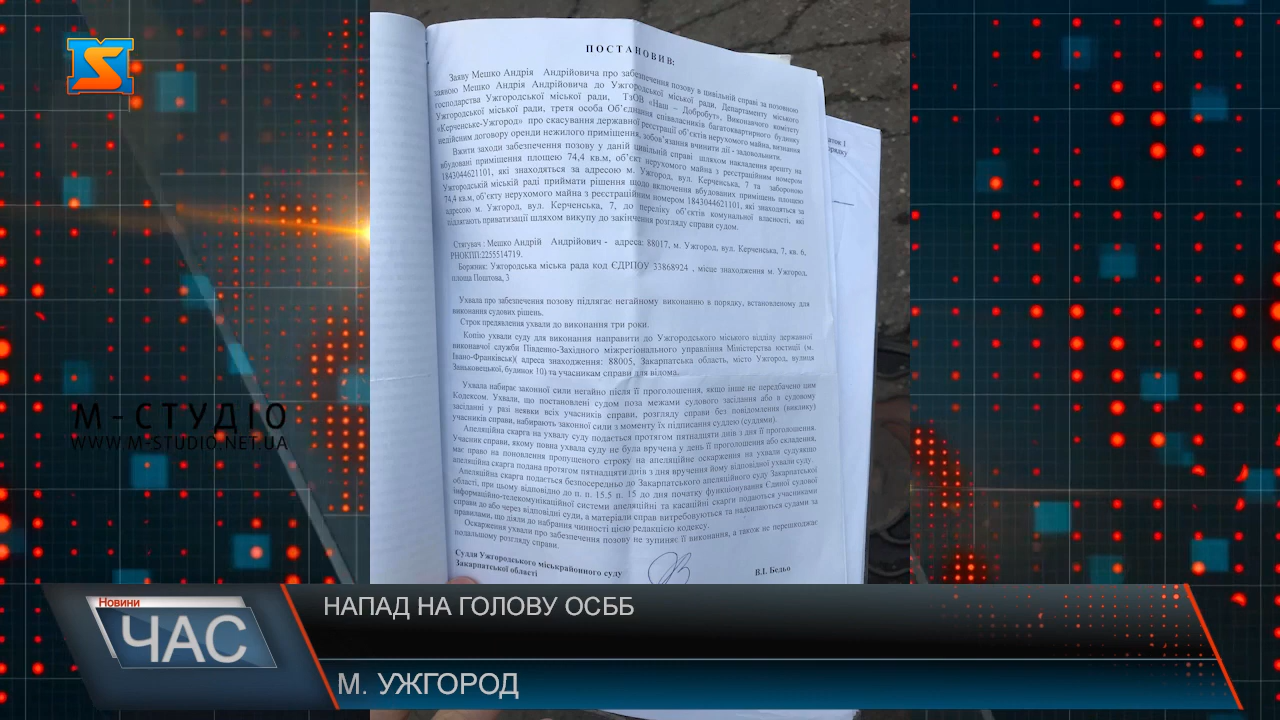 ПОСТАНОВИВ:
Заяву Мешко Андрія Андрійовича про забезпечення позову в цивільній справі за позовною
заявою Мешко Андрія Андрійовича до Ужгородської міської ради, Департаменту міського
господарства Ужгородської міської ради, ТзОВ «Наш – Добробут», Виконавчого комітету
Ужгородської міської ради, третя особа Об’єднання співвласників багатоквартирного будинку
«Керченське-Ужгород» про скасування державної реєстрації об’єктів нерухомого майна, визнання
недійсним договору оренди нежилого приміщення, зобов’язання вчинити дії - задовольнити.
Вжити заходи забезпечення позову у даній цивільній справі шляхом накладення арешту на
вбудовані приміщення площею 74,4 кв.м, об’єкт нерухомого майна з реєстраційним номером
1843044621101, які знаходяться за адресою м. Ужгород, вул. Керченська, 7 та заборонною
Ужгородській міській раді приймати рішення щодо включення вбудованих приміщень площею
74,4 кв.м, об’єкту нерухомого майна з реєстраційним номером 1843044621101, які знаходяться за
адресою м. Ужгород, вул. Керченська, 7, до переліку об’єктів комунальної власності, які
підлягають приватизації шляхом викупу до закінчення розгляду справи судом.
Стягувач : Мешко Андрій Андрійович - адреса: 88017, м. Ужгород, вул. Керченська, 7, кв. 6,
РНОКПП:2255514719.
Боржник: Ужгородська міська рада код ЄДРПОУ 33868924 , місце знаходження м. Ужгород,
площа Поштова, 3
Ухвала про забезпечення позову підлягає негайному виконанню в порядку, встановленому для
виконання судових рішень.
Строк предявлення ухвали до виконання три роки.
Копію ухвали суду для виконання направити до Ужгородського міського відділу державної
виконавчої служби Південно-Західного міжрегіонального управління Міністерства юстиції (м.
Івано-Франківськ)( адреса знаходження: 88005, Закарпатська область, місто Ужгород, вулиця
Заньковецької, будинок 10) та учасникам справи для відома.
Ухвала набирає законної сили негайно після її проголошення, якщо інше не передбачено цим
Кодексом. Ухвали, що постановлені судом поза межами судового засідання або в судовому
засіданні у разі неявки всіх учасників справи, розгляду справи без повідомлення (виклику)
учасників справи, набирають законної сили з моменту їх підписання суддею (суддями).
Апеляційна скарга на ухвалу суду подається протягом пятнадцяти днів з дня її проголошення.
Учасник справи, якому повна ухвала суду не була вручена у день її проголошення або складення,
має право на поновлення пропущеного строку на апеляційне оскарження на ухвали судуякщо
апеляційна скарга подана протягом пятнадцяти днів з дня вручення йому відповідної ухвали суду.
Апеляційна скарга подається безпосередньо до Закарпатського апеляційного суду Закарпатської
області, при цьому відповідно до п. п. 15.5 п. 15 до дня початку функціонування Єдиної судової
інформаційно-телекомунікаційної системи апеляційні та касаційні скарги подаються учасниками
справи до або через відповідні суди, а матеріали справ витребовуються та надсилаються судами за
правилами, що діяли до набрання чинності цією редакцією кодексу.
Оскарження ухвали про забезпечення позову не зупиняє її виконання, а також не перешкоджає
подальшому розгляду справи.
Суддя Ужгородського міськрайонного суду
Закарпатської області В.І. Бедьо
М-СТУДІО
WWW.M-STUDIO.NET.UA
Новини
ЧАС
НАПАД НА ГОЛОВУ ОСББ
М. УЖГОРОД